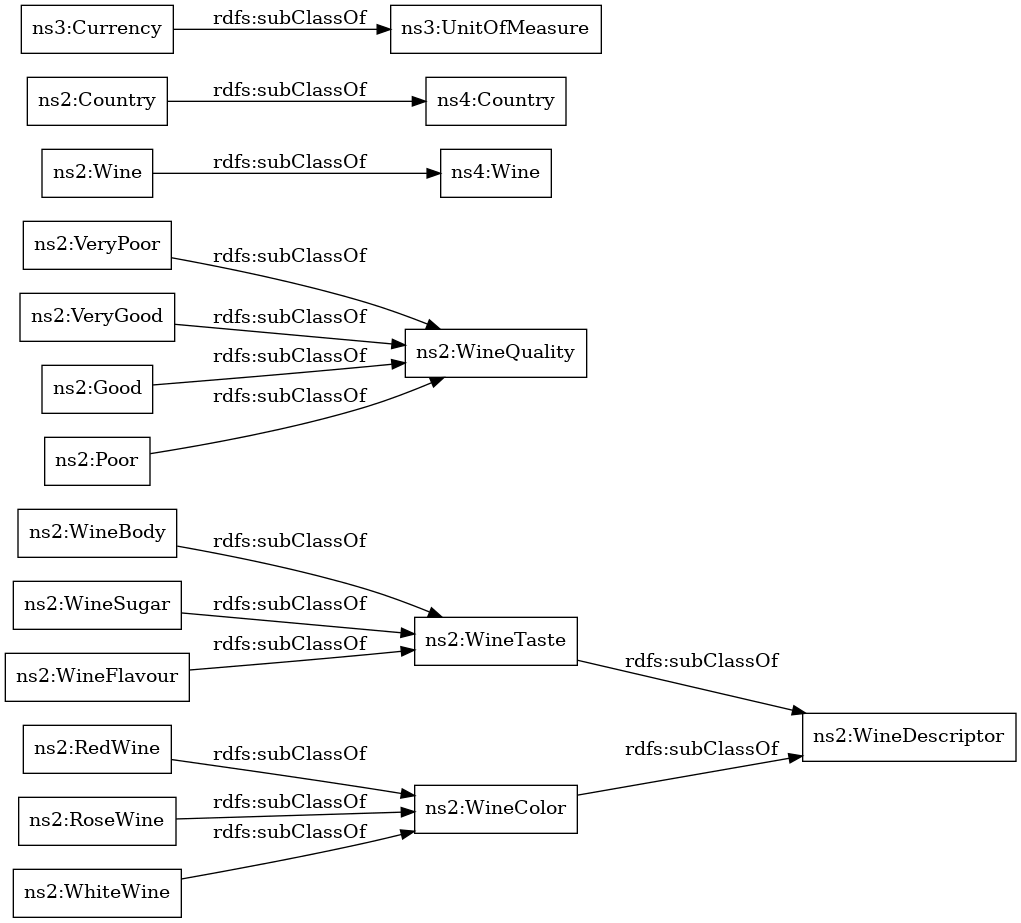 ns3:Currency rdfs:subClassOf ns3:UnitOfMeasure
ns2:Country rdfs:subClassOf ns4:Country
ns2:Wine rdfs:subClassOf ns4:Wine
ns2:VeryPoor rdfs:subClassOf
ns2:VeryGood rdfs:subClassOf
ns2:WineQuality
ns2:Good rdfs:subClassOf
ns2:Poor rdfs:subClassOf
ns2:WineBody rdfs:subClassOf
ns2:WineSugar rdfs:subClassOf
ns2:WineTaste rdfs:subClassOf
ns2:WineFlavour rdfs:subClassOf
ns2:WineDescriptor
ns2:RedWine rdfs:subClassOf
ns2:RoseWine rdfs:subClassOf
ns2:WineColor rdfs:subClassOf
ns2:WhiteWine rdfs:subClassOf